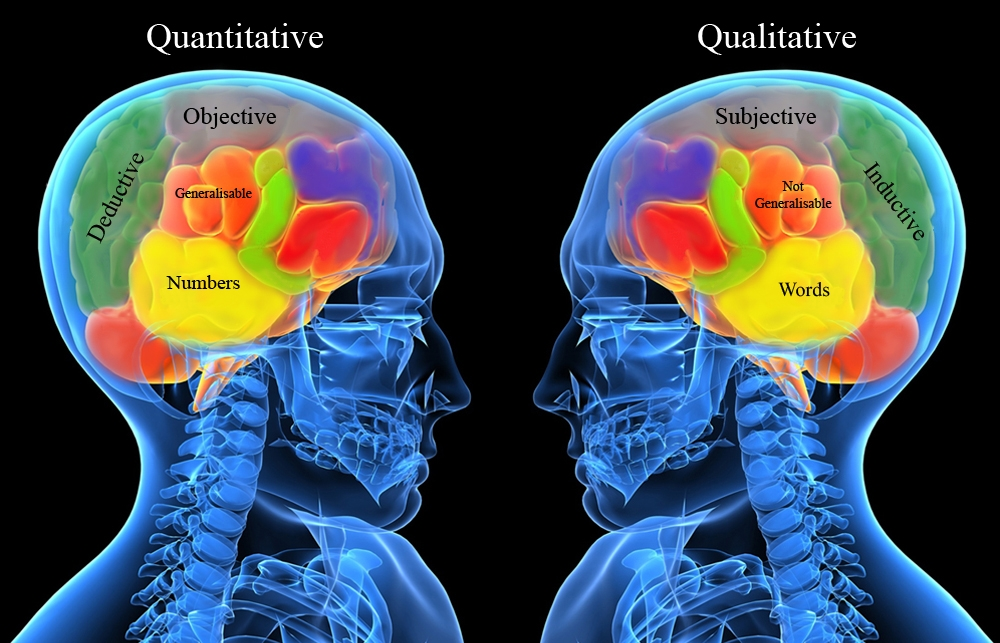 Quantitative
Objective
Deductive
Generalisable
Numbers
Qualitative
Subjective
Not
Generalisable
Inductive
Words